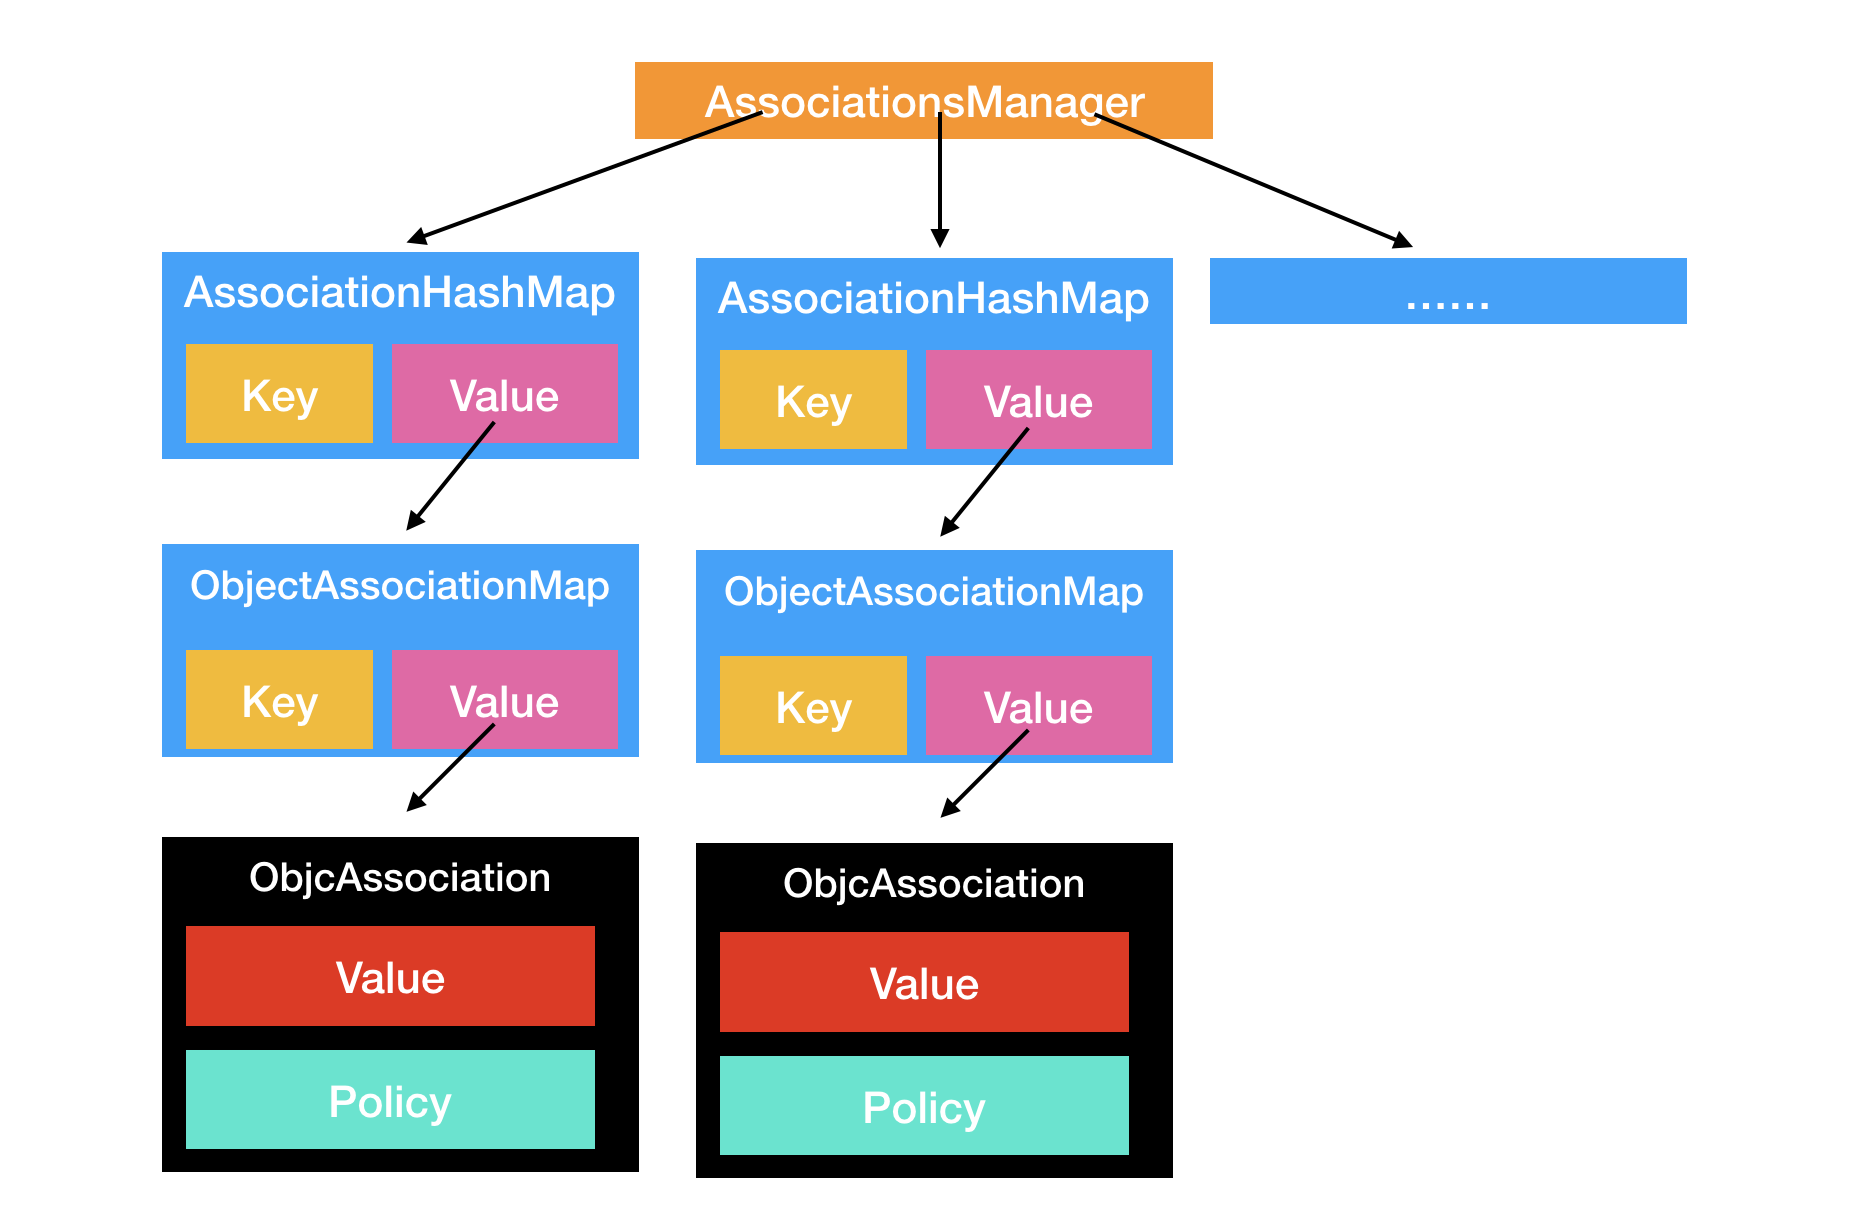 AssociationsManager
AssociationHashMap
Key
Value
ObjectAssociationMap
Key
Value
ObjcAssociation
Value
Policy
AssociationHashMap
Key
Value
ObjectAssociationMap
Key
Value
ObjcAssociation
Value
Policy
......